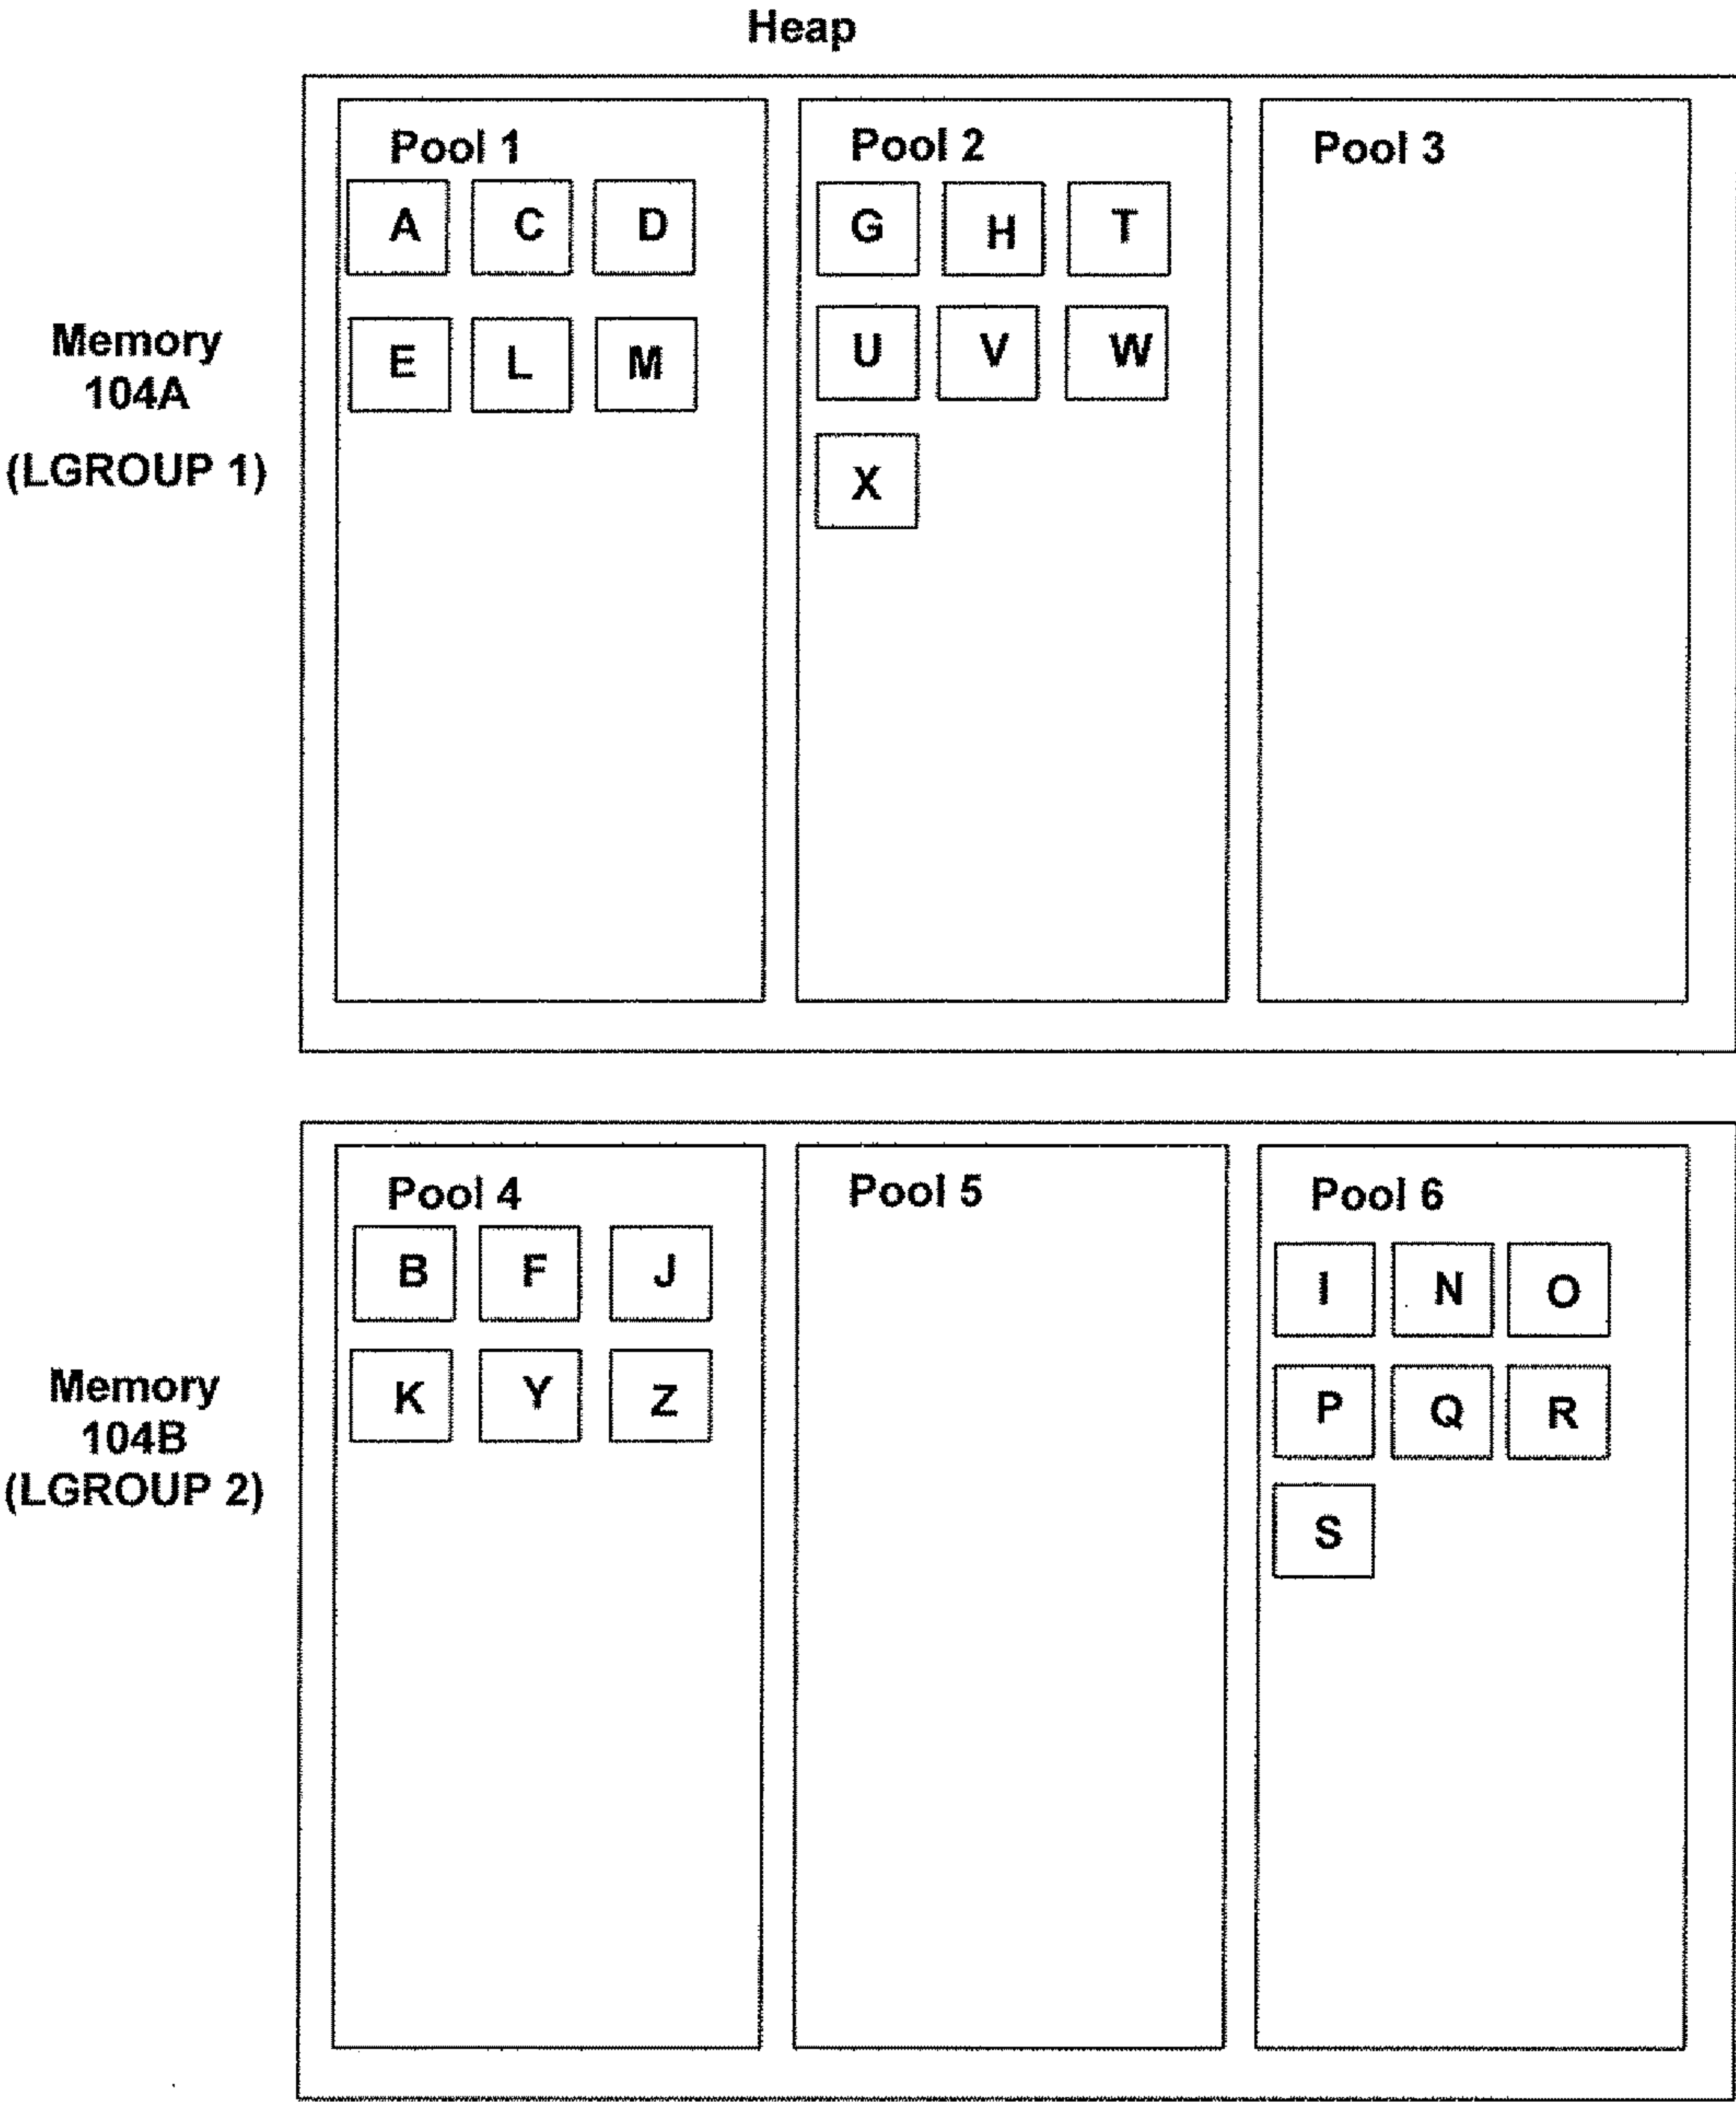 Heap
Memory
104A
(LGROUP 1)
Pool 1
A C D
E L M
Pool 2
G H T
U V W
X
Pool 3
Memory
104B
(LGROUP 2)
Pool 4
B F J
K Y Z
Pool 5
Pool 6
I N O
P Q R
S